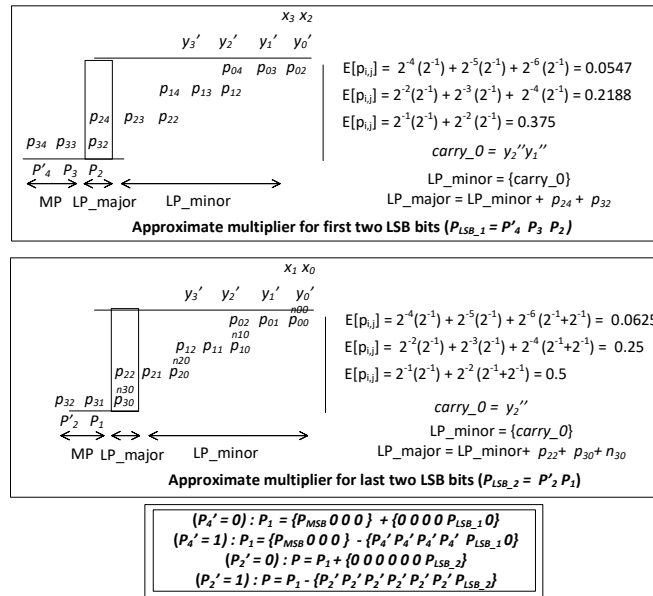 x₃ x₂
y₃' y₂' y₁' y₀'
p₀₄ p₀₃ p₀₂
p₁₄ p₁₃ p₁₂
p₂₄ p₂₃ p₂₂
p₃₄ p₃₃ p₃₂
P'₄ P₃ P₂
MP LP_major LP_minor
E[pᵢ,ⱼ] = 2⁻⁴ (2⁻¹) + 2⁻⁵ (2⁻¹) + 2⁻⁶ (2⁻¹) = 0.0547
E[pᵢ,ⱼ] = 2⁻² (2⁻¹) + 2⁻³ (2⁻¹) + 2⁻⁴ (2⁻¹) = 0.2188
E[pᵢ,ⱼ] = 2⁻¹ (2⁻¹) + 2⁻² (2⁻¹) = 0.375
carry_0 = y₂''y₁''
LP_minor = {carry_0}
LP_major = LP_minor + p₂₄ + p₃₂
Approximate multiplier for first two LSB bits (P_LSB_1 = P'₄ P₃ P₂)
x₁ x₀
y₃' y₂' y₁' y₀'
n00
p₀₂ p₀₁ p₀₀
n10
p₁₂ p₁₁ p₁₀
n20
p₂₂ p₂₁ p₂₀
n30
p₃₂ p₃₁ p₃₀
P'₂ P₁
MP LP_major LP_minor
E[pᵢ,ⱼ] = 2⁻⁴ (2⁻¹) + 2⁻⁵ (2⁻¹) + 2⁻⁶ (2⁻¹+2⁻¹) = 0.0625
E[pᵢ,ⱼ] = 2⁻² (2⁻¹) + 2⁻³ (2⁻¹) + 2⁻⁴ (2⁻¹+2⁻¹) = 0.25
E[pᵢ,ⱼ] = 2⁻¹ (2⁻¹) + 2⁻² (2⁻¹+2⁻¹) = 0.5
carry_0 = y₂''
LP_minor = {carry_0}
LP_major = LP_minor+ p₂₂+ p₃₀+ n₃₀
Approximate multiplier for last two LSB bits (P_LSB_2 = P'₂ P₁)
(P₄' = 0) : P₁ = {P_MSB 0 0 0 } + {0 0 0 0 P_LSB_1 0}
(P₄' = 1) : P₁ = {P_MSB 0 0 0 } - {P₄' P₄' P₄' P₄' P_LSB_1 0}
(P₂' = 0) : P = P₁ + {0 0 0 0 0 0 P_LSB_2}
(P₂' = 1) : P = P₁ - {P₂' P₂' P₂' P₂' P₂' P₂' P_LSB_2}